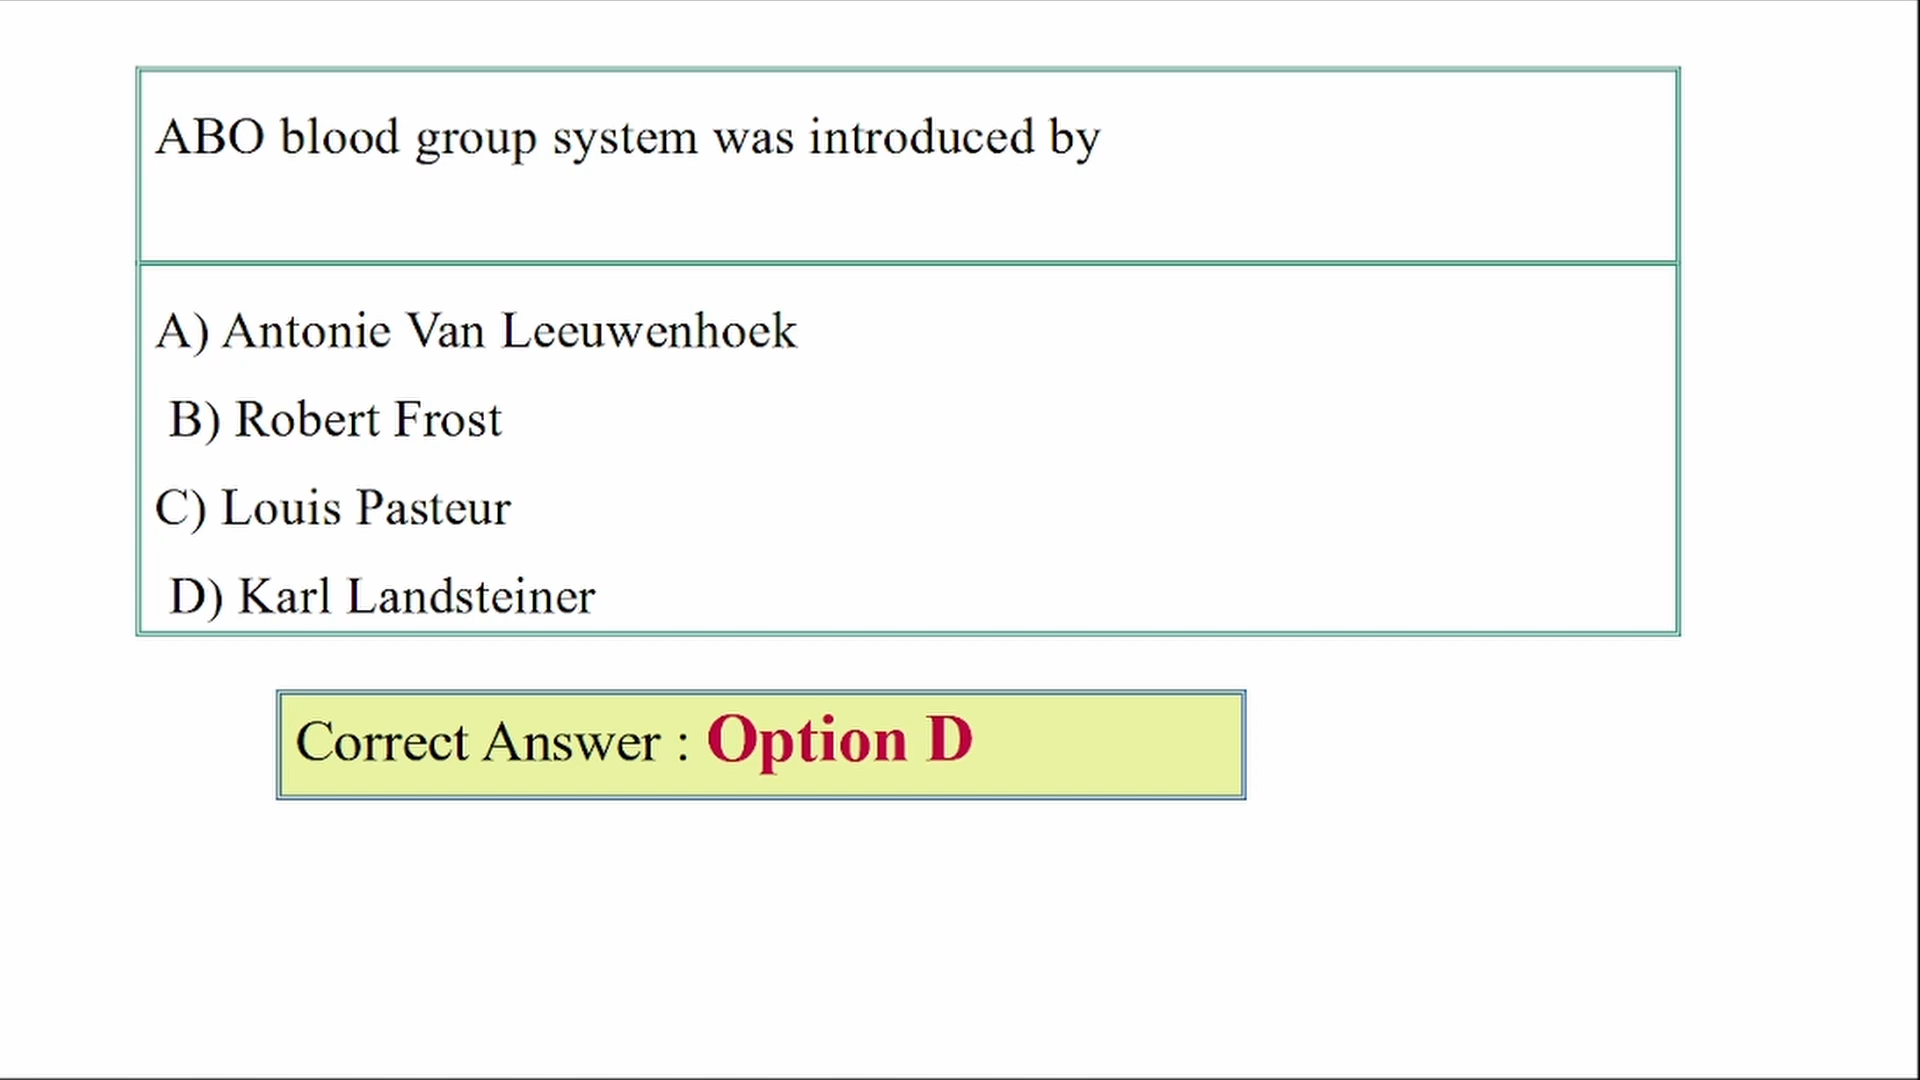 ABO blood group system was introduced by
A) Antonie Van Leeuwenhoek
B) Robert Frost
C) Louis Pasteur
D) Karl Landsteiner
Correct Answer : Option D